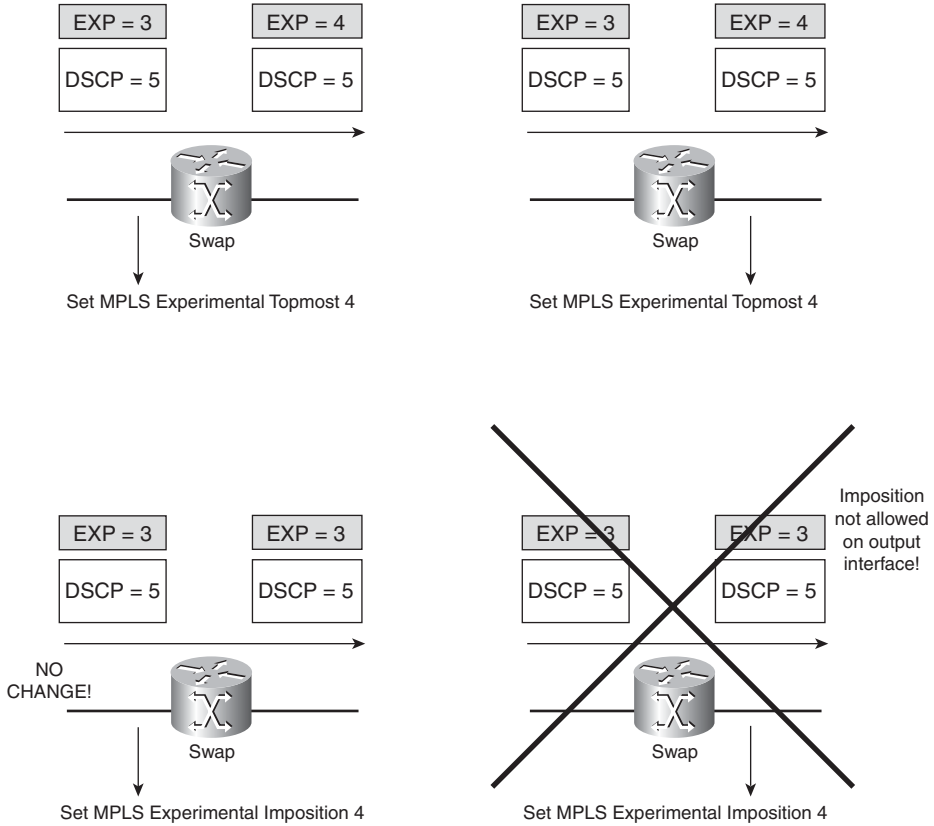 EXP = 3
EXP = 4
DSCP = 5
DSCP = 5
Swap
Set MPLS Experimental Topmost 4
EXP = 3
EXP = 4
DSCP = 5
DSCP = 5
Swap
Set MPLS Experimental Topmost 4
EXP = 3
EXP = 3
DSCP = 5
DSCP = 5
NO
CHANGE!
Swap
Set MPLS Experimental Imposition 4
EXP = 3
EXP = 3
DSCP = 5
DSCP = 5
Imposition
not allowed
on output
interface!
Swap
Set MPLS Experimental Imposition 4